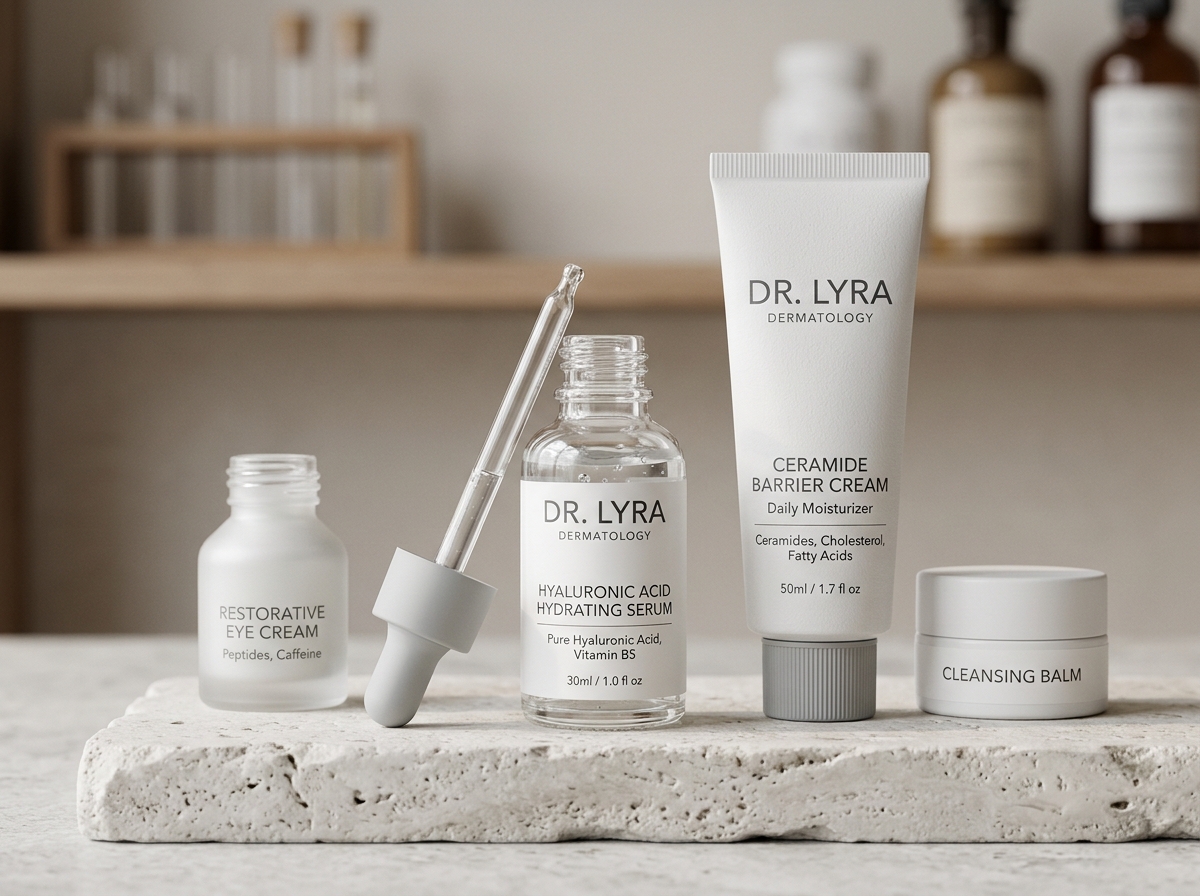 RESTORATIVE
EYE CREAM
Peptides, Caffeine
DR. LYRA
DERMATOLOGY
HYALURONIC ACID
HYDRATING SERUM
Pure Hyaluronic Acid,
Vitamin BS
30ml / 1.0 fl oz
DR. LYRA
DERMATOLOGY
CERAMIDE
BARRIER CREAM
Daily Moisturizer
Ceramides, Cholesterol,
Fatty Acids
50ml / 1.7 fl oz
CLEANSING BALM